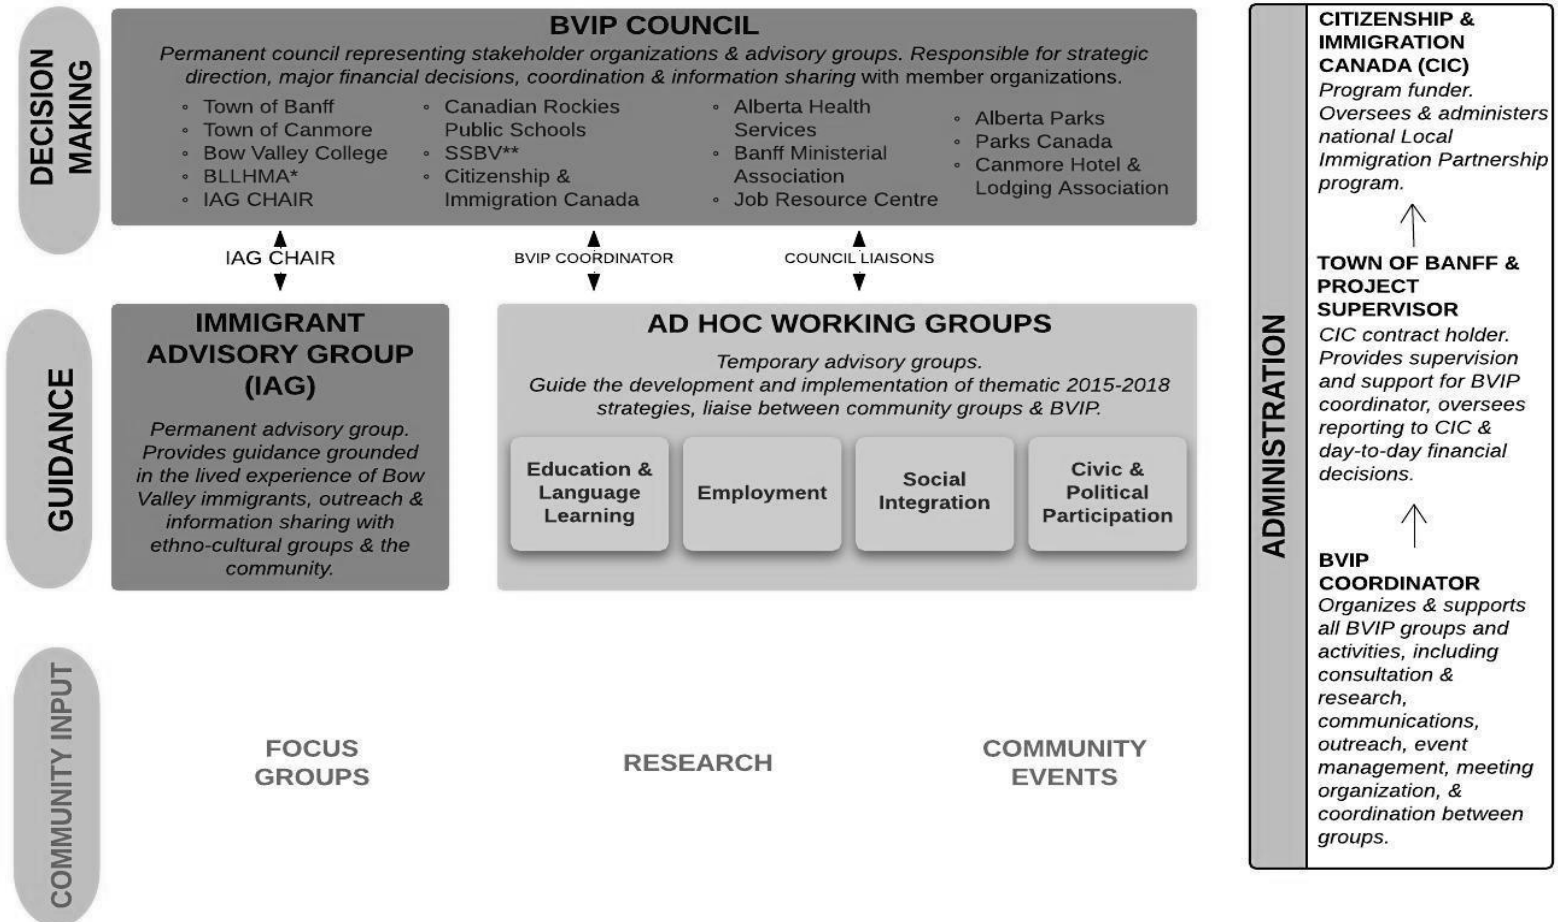 DECISION
MAKING
BVIP COUNCIL
Permanent council representing stakeholder organizations & advisory groups. Responsible for strategic
direction, major financial decisions, coordination & information sharing with member organizations.
◦ Town of Banff
◦ Town of Canmore
◦ Bow Valley College
◦ BLLHMA*
◦ IAG CHAIR
◦ Canadian Rockies
Public Schools
◦ SSBV**
◦ Citizenship &
Immigration Canada
◦ Alberta Health
Services
◦ Banff Ministerial
Association
◦ Job Resource Centre
◦ Alberta Parks
◦ Parks Canada
◦ Canmore Hotel &
Lodging Association
IAG CHAIR
BVIP COORDINATOR
COUNCIL LIAISONS
GUIDANCE
IMMIGRANT
ADVISORY GROUP
(IAG)
Permanent advisory group.
Provides guidance grounded
in the lived experience of Bow
Valley immigrants, outreach &
information sharing with
ethno-cultural groups & the
community.
AD HOC WORKING GROUPS
Temporary advisory groups.
Guide the development and implementation of thematic 2015-2018
strategies, liaise between community groups & BVIP.
Education &
Language
Learning
Employment
Social
Integration
Civic &
Political
Participation
COMMUNITY INPUT
FOCUS
GROUPS
RESEARCH
COMMUNITY
EVENTS
ADMINISTRATION
CITIZENSHIP &
IMMIGRATION
CANADA (CIC)
Program funder.
Oversees & administers
national Local
Immigration Partnership
program.
TOWN OF BANFF &
PROJECT
SUPERVISOR
CIC contract holder.
Provides supervision
and support for BVIP
coordinator, oversees
reporting to CIC &
day-to-day financial
decisions.
BVIP
COORDINATOR
Organizes & supports
all BVIP groups and
activities, including
consultation &
research,
communications,
outreach, event
management, meeting
organization, &
coordination between
groups.